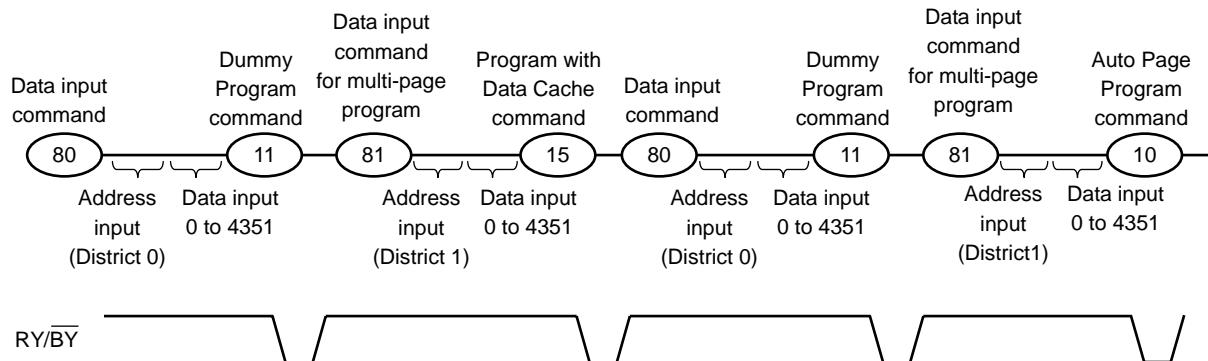 Data input
command
Dummy
Program
command
Data input
command
for multi-page
program
Program with
Data Cache
command
Data input
command
Dummy
Program
command
Data input
command
for multi-page
program
Auto Page
Program
command
80
11
81
15
80
11
81
10
Address
input
(District 0)
Data input
0 to 4351
Address
input
(District 1)
Data input
0 to 4351
Address
input
(District 0)
Data input
0 to 4351
Address
input
(District1)
Data input
0 to 4351
RY/B̅Y̅